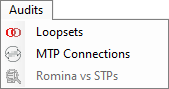 Audits
Loopsets
MTP Connections
Romina vs STPs